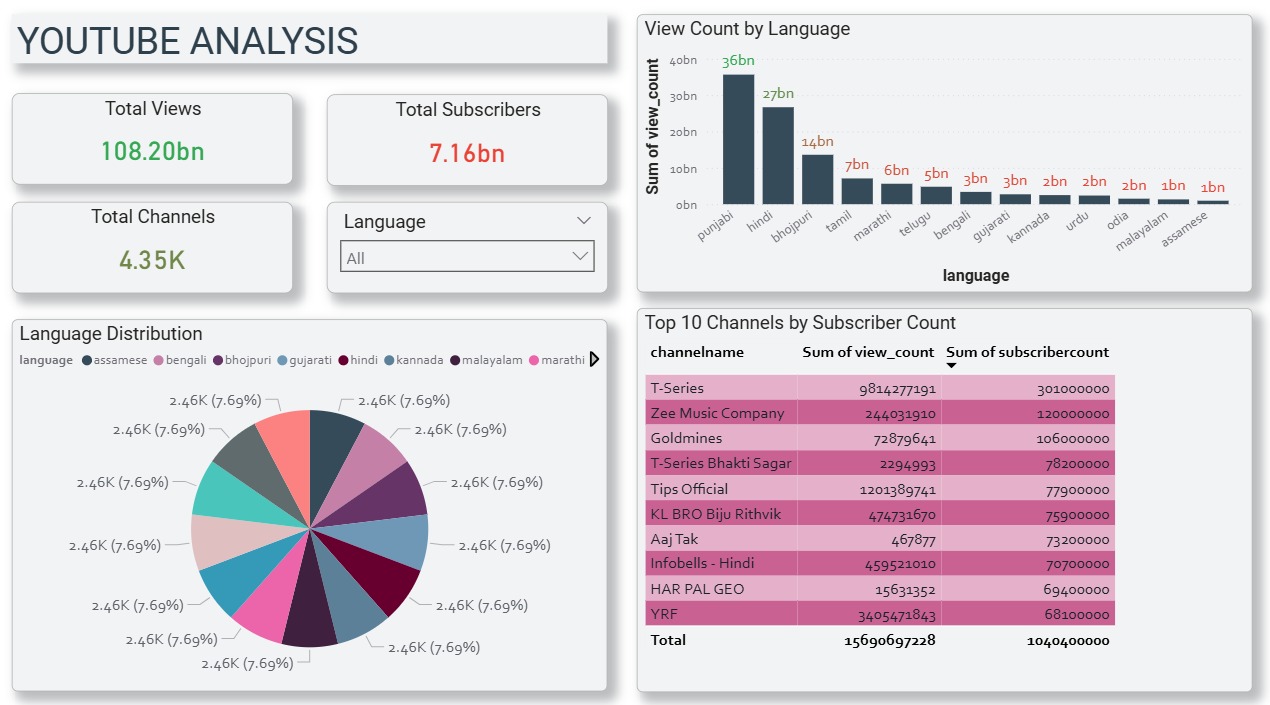 YOUTUBE ANALYSIS
Total Views
108.20bn
Total Subscribers
7.16bn
Total Channels
4.35K
Language
All
View Count by Language
Sum of view_count
40bn
30bn
20bn
10bn
0bn
36bn
27bn
14bn
7bn
6bn
5bn
3bn
3bn
2bn
2bn
2bn
1bn
1bn
punjabi
hindi
bhojpuri
tamil
marathi
telugu
bengali
gujarati
kannada
urdu
odia
malayalam
assamese
language
Language Distribution
language assamese bengali bhojpuri gujarati hindi kannada malayalam marathi
2.46K (7.69%)
2.46K (7.69%)
2.46K (7.69%)
2.46K (7.69%)
2.46K (7.69%)
2.46K (7.69%)
2.46K (7.69%)
2.46K (7.69%)
2.46K (7.69%)
2.46K (7.69%)
2.46K (7.69%)
2.46K (7.69%)
2.46K (7.69%)
Top 10 Channels by Subscriber Count
channelname Sum of view_count Sum of subscribercount
T-Series 9814277191 301000000
Zee Music Company 244031910 120000000
Goldmines 72879641 106000000
T-Series Bhakti Sagar 2294993 78200000
Tips Official 1201389741 77900000
KL BRO Biju Rithvik 474731670 75900000
Aaj Tak 467877 73200000
Infobells - Hindi 459521010 70700000
HAR PAL GEO 15631352 69400000
YRF 3405471843 68100000
Total 15690697228 1040400000